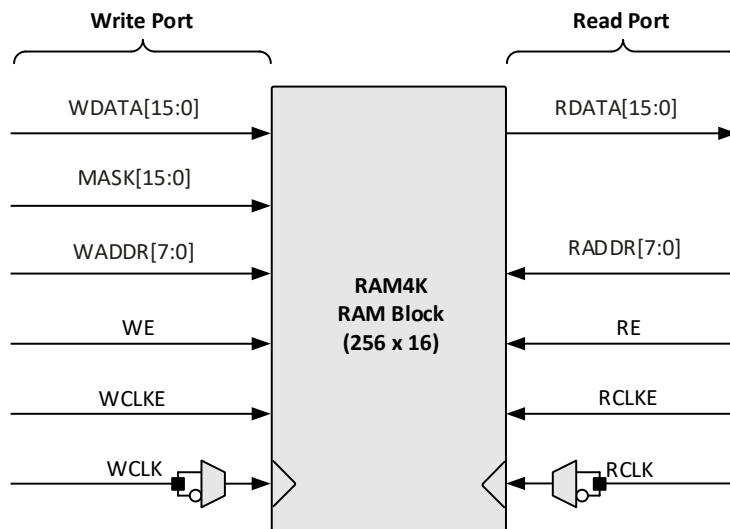 Write Port
Read Port
WDATA[15:0]
RDATA[15:0]
MASK[15:0]
WADDR[7:0]
RADDR[7:0]
RAM4K
RAM Block
(256 x 16)
WE
RE
WCLKE
RCLKE
WCLK
RCLK